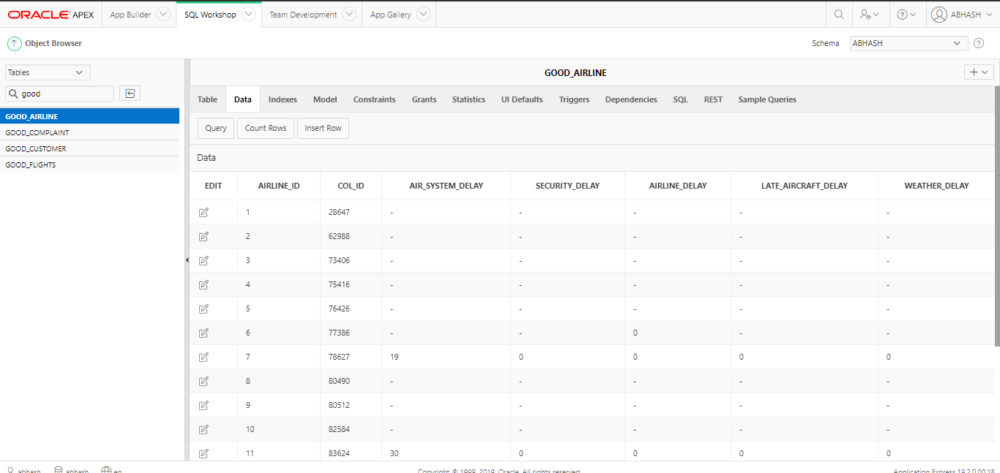 ORACLE APEX App Builder SQL Workshop Team Development App Gallery ABHASH
Object Browser Schema ABHASH
Tables
good
GOOD_AIRLINE
GOOD_COMPLAINT
GOOD_CUSTOMER
GOOD_FLIGHTS
GOOD_AIRLINE
Table Data Indexes Model Constraints Grants Statistics UI Defaults Triggers Dependencies SQL REST Sample Queries
Query Count Rows Insert Row
Data
EDIT AIRLINE_ID COL_ID AIR_SYSTEM_DELAY SECURITY_DELAY AIRLINE_DELAY LATE_AIRCRAFT_DELAY WEATHER_DELAY
1 28647 - - - - -
2 62988 - - - - -
3 73406 - - - - -
4 75416 - - - - -
5 76426 - - - - -
6 77386 - - 0 - -
7 78627 19 0 0 0 0
8 80490 - - - - -
9 80512 - - - - -
10 82584 - - - - -
11 83624 30 0 0 0 0
abhash abhash en Copyright © 1999, 2019, Oracle. All rights reserved. Application Express 19.2.0.00.18